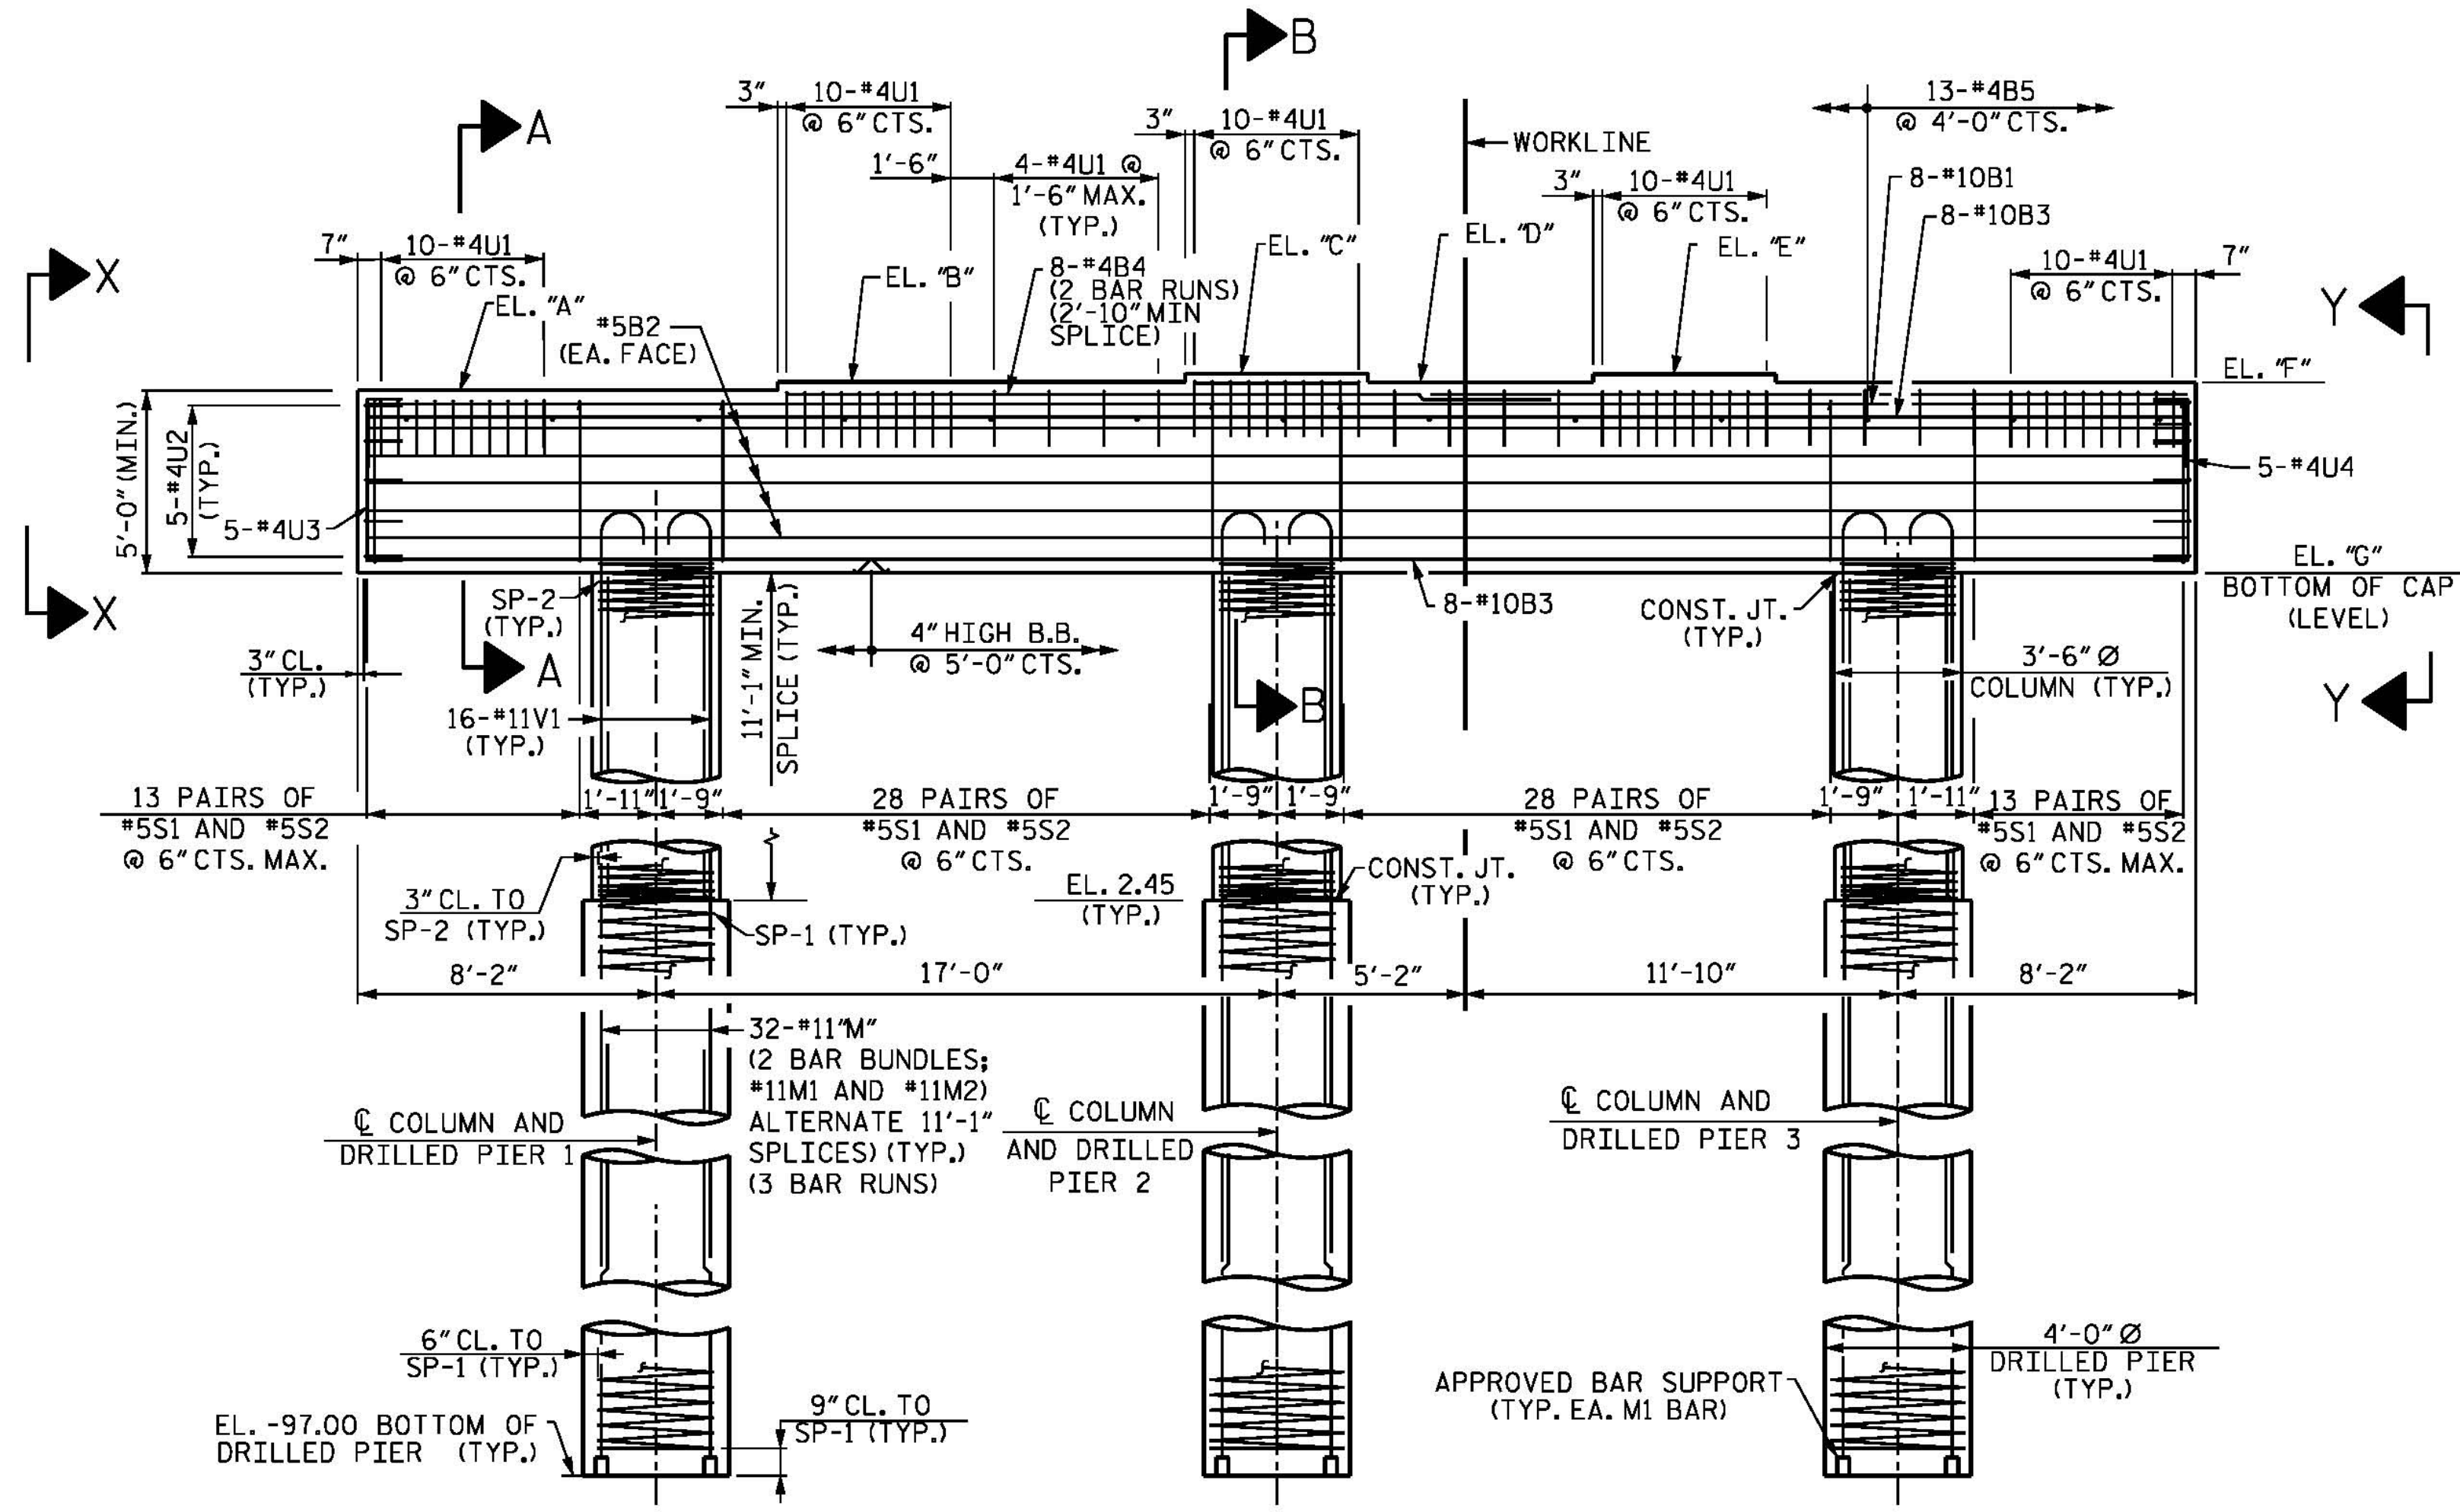 B
A
3" 10-#4U1
@ 6" CTS.
1'-6"
4-#4U1 @
1'-6" MAX.
(TYP.)
3" 10-#4U1
@ 6" CTS.
WORKLINE
13-#4B5
@ 4'-0" CTS.
3" 10-#4U1
@ 6" CTS.
8-#10B1
8-#10B3
X
7" 10-#4U1
@ 6" CTS.
EL. "A"
#5B2
(EA. FACE)
EL. "B"
8-#4B4
(2 BAR RUNS)
(2'-10" MIN
SPLICE)
EL. "C"
EL. "D"
EL. "E"
10-#4U1 7"
@ 6" CTS.
Y
EL. "F"
5'-0" (MIN.)
5-#4U2
(TYP.)
5-#4U3
5-#4U4
EL. "G"
BOTTOM OF CAP
(LEVEL)
X
SP-2
(TYP.)
A
3" CL.
(TYP.)
16-#11V1
(TYP.)
11'-1" MIN.
SPLICE (TYP.)
4" HIGH B.B.
@ 5'-0" CTS.
B
8-#10B3
CONST. JT.
(TYP.)
3'-6" Ø
COLUMN (TYP.)
Y
13 PAIRS OF
#5S1 AND #5S2
@ 6" CTS. MAX.
1'-11" 1'-9"
28 PAIRS OF
#5S1 AND #5S2
@ 6" CTS.
1'-9" 1'-9"
28 PAIRS OF
#5S1 AND #5S2
@ 6" CTS.
1'-9" 1'-11"
13 PAIRS OF
#5S1 AND #5S2
@ 6" CTS. MAX.
3" CL. TO
SP-2 (TYP.)
SP-1 (TYP.)
EL. 2.45
(TYP.)
CONST. JT.
(TYP.)
8'-2" 17'-0" 5'-2" 11'-10" 8'-2"
32-#11"M"
(2 BAR BUNDLES;
#11M1 AND #11M2)
ALTERNATE 11'-1"
SPLICES) (TYP.)
(3 BAR RUNS)
℄ COLUMN AND
DRILLED PIER 1
℄ COLUMN
AND DRILLED
PIER 2
℄ COLUMN AND
DRILLED PIER 3
6" CL. TO
SP-1 (TYP.)
9" CL. TO
SP-1 (TYP.)
EL. -97.00 BOTTOM OF
DRILLED PIER (TYP.)
APPROVED BAR SUPPORT
(TYP. EA. M1 BAR)
4'-0" Ø
DRILLED PIER
(TYP.)